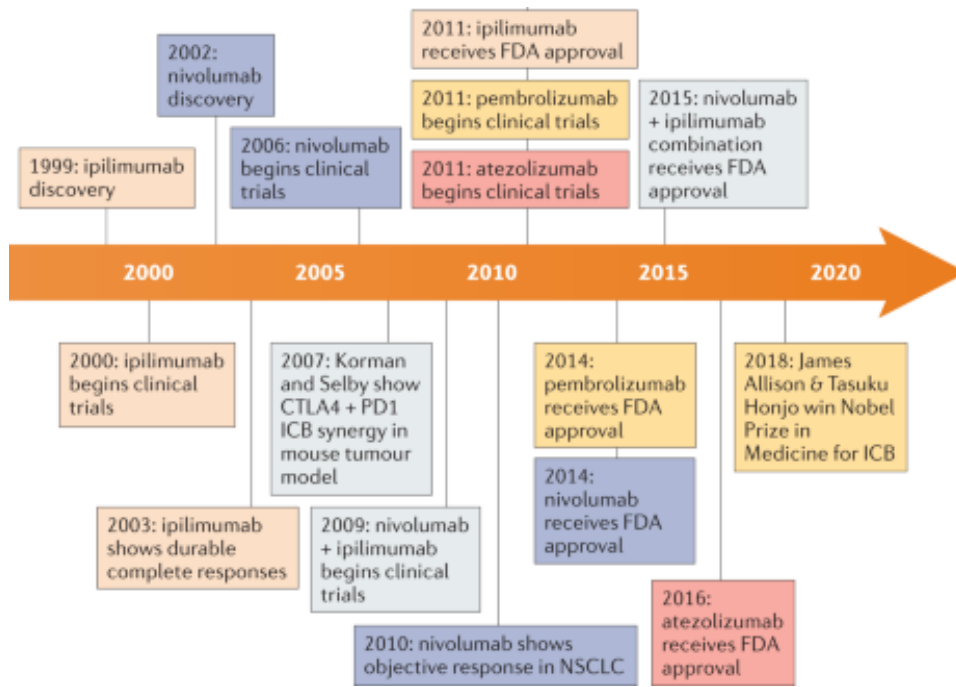 2011: ipilimumab
receives FDA approval
2002:
nivolumab
discovery
2011: pembrolizumab
begins clinical trials
2015: nivolumab
+ ipilimumab
combination
receives FDA
approval
2006: nivolumab
begins clinical
trials
1999: ipilimumab
discovery
2011: atezolizumab
begins clinical trials
2000
2005
2010
2015
2020
2000: ipilimumab
begins clinical
trials
2007: Korman
and Selby show
CTLA4 + PD1
ICB synergy in
mouse tumour
model
2014:
pembrolizumab
receives FDA
approval
2018: James
Allison & Tasuku
Honjo win Nobel
Prize in
Medicine for ICB
2014:
nivolumab
receives FDA
approval
2003: ipilimumab
shows durable
complete responses
2009: nivolumab
+ ipilimumab
begins clinical
trials
2016:
atezolizumab
receives FDA
approval
2010: nivolumab shows
objective response in NSCLC